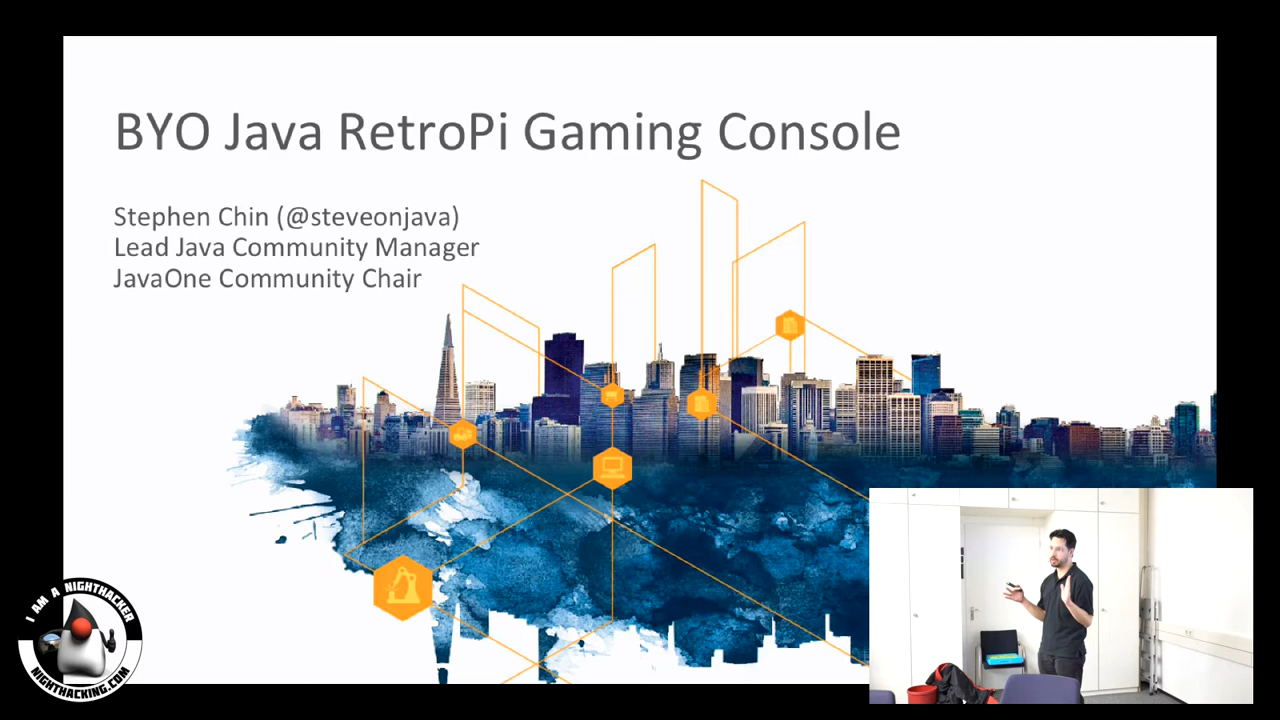 BYO Java RetroPi Gaming Console
Stephen Chin (@steveonjava)
Lead Java Community Manager
JavaOne Community Chair
I AM A NIGHTHACKER
NIGHTHACKING.COM